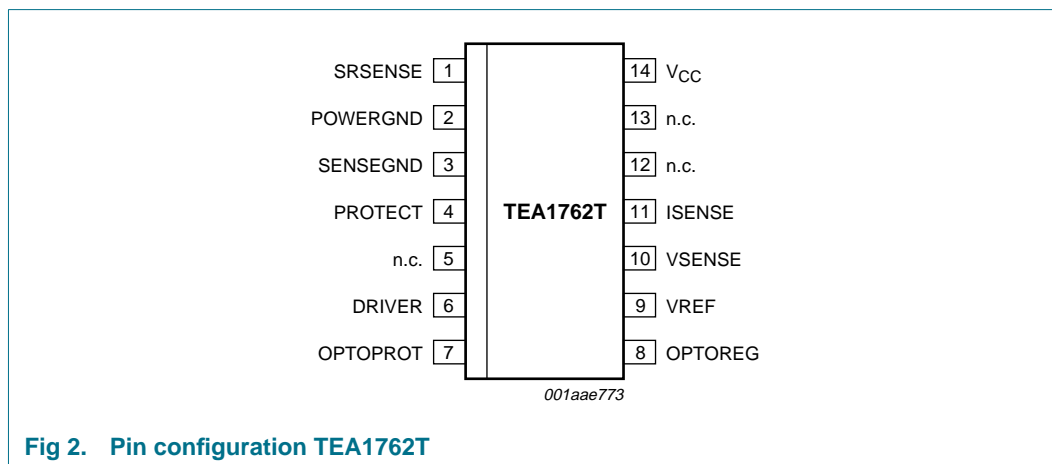 SRSENSE 1 14 VCC
POWERGND 2 13 n.c.
SENSEGND 3 12 n.c.
PROTECT 4 TEA1762T 11 ISENSE
n.c. 5 10 VSENSE
DRIVER 6 9 VREF
OPTOPROT 7 8 OPTOREG
001aae773
Fig 2. Pin configuration TEA1762T